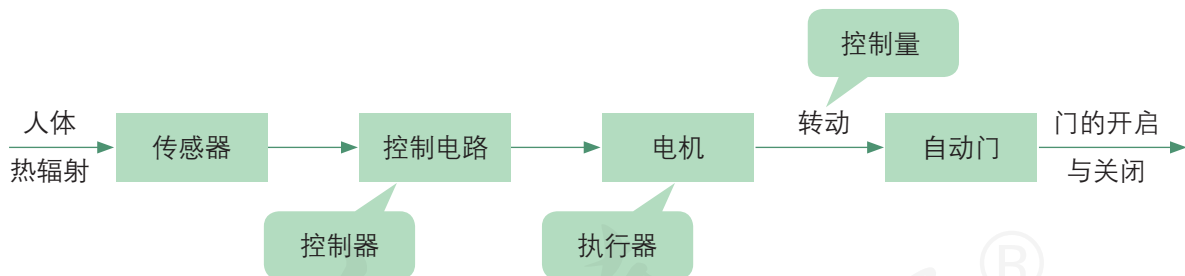 控制量
人体
热辐射
传感器
控制电路
电机
转动
自动门
门的开启
与关闭
控制器
执行器
®